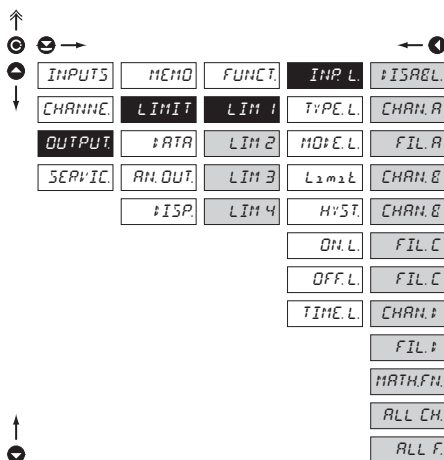 INPUTS MEMO FUNCT. INP. L. DISABL.
CHANNE. LIMIT LIM 1 TYPE. L. CHAN. A
OUTPUT. DATA LIM 2 MODE. L. FIL. A
SERVIC. AN. OUT. LIM 3 Limit CHAN. B
DISP. LIM 4 HYST. CHAN. B
ON. L. FIL. C
OFF. L. FIL. C
TIME. L. CHAN. D
FIL. D
MATH.FN.
ALL CH.
ALL F.